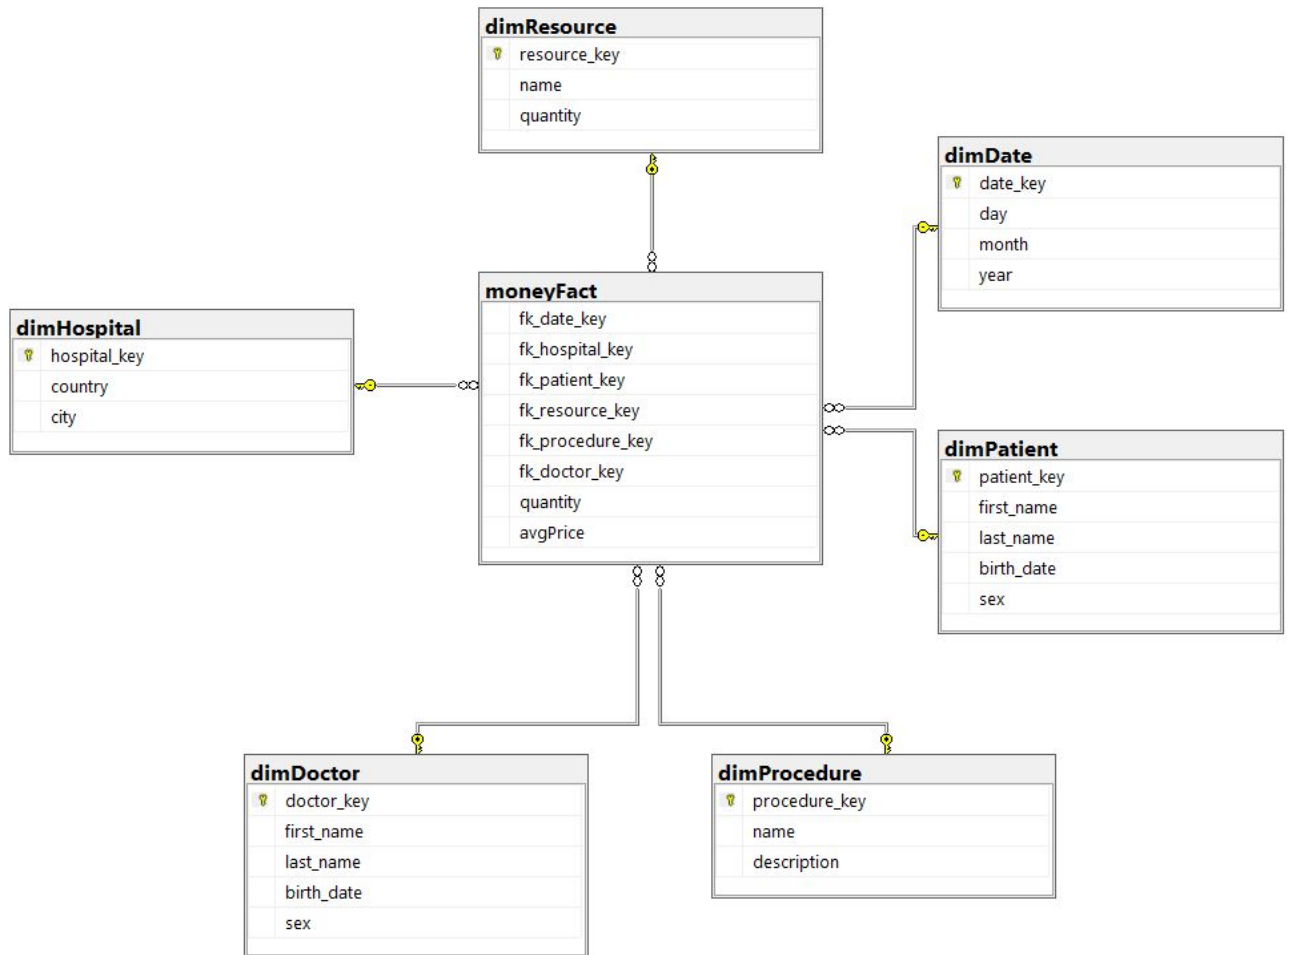 dimResource
resource_key
name
quantity
dimDate
date_key
day
month
year
moneyFact
fk_date_key
fk_hospital_key
fk_patient_key
fk_resource_key
fk_procedure_key
fk_doctor_key
quantity
avgPrice
dimHospital
hospital_key
country
city
dimPatient
patient_key
first_name
last_name
birth_date
sex
dimDoctor
doctor_key
first_name
last_name
birth_date
sex
dimProcedure
procedure_key
name
description